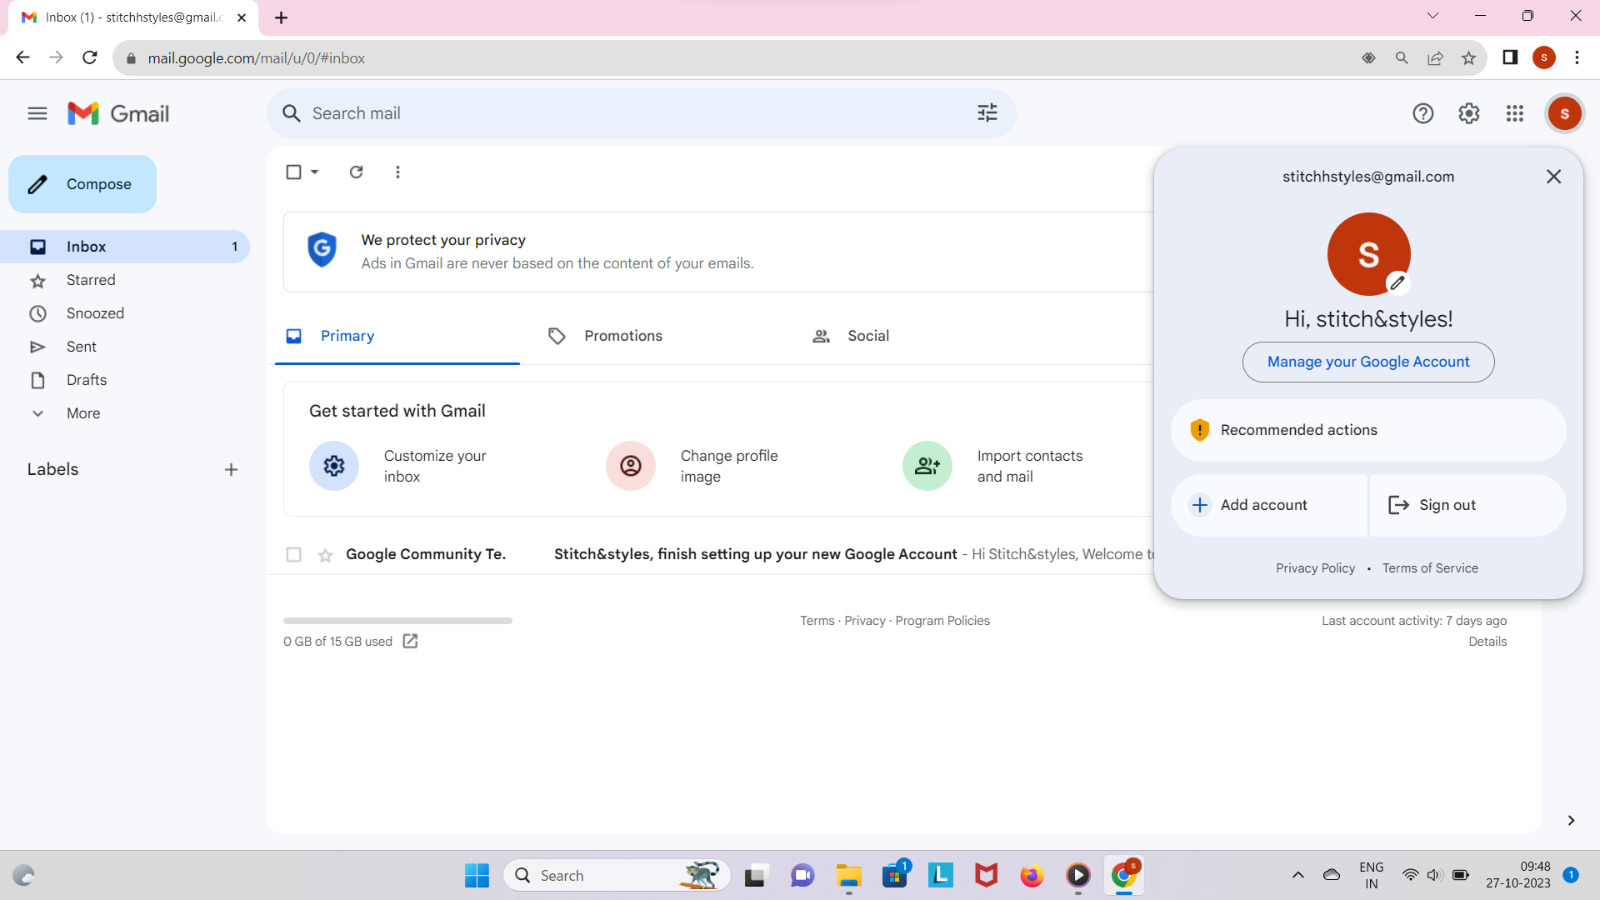 Inbox (1) - stitchhstyles@gmail.c
mail.google.com/mail/u/0/#inbox
S
Gmail
Search mail
S
Compose
Inbox 1
Starred
Snoozed
Sent
Drafts
More
Labels
We protect your privacy
Ads in Gmail are never based on the content of your emails.
Primary
Promotions
Social
Get started with Gmail
Customize your
inbox
Change profile
image
Import contacts
and mail
Google Community Te. Stitch&styles, finish setting up your new Google Account - Hi Stitch&styles, Welcome to
0 GB of 15 GB used
Terms · Privacy · Program Policies
Last account activity: 7 days ago
Details
stitchhstyles@gmail.com
S
Hi, stitch&styles!
Manage your Google Account
Recommended actions
Add account
Sign out
Privacy Policy • Terms of Service
Search
1
L
S
ENG
IN
09:48
27-10-2023
1